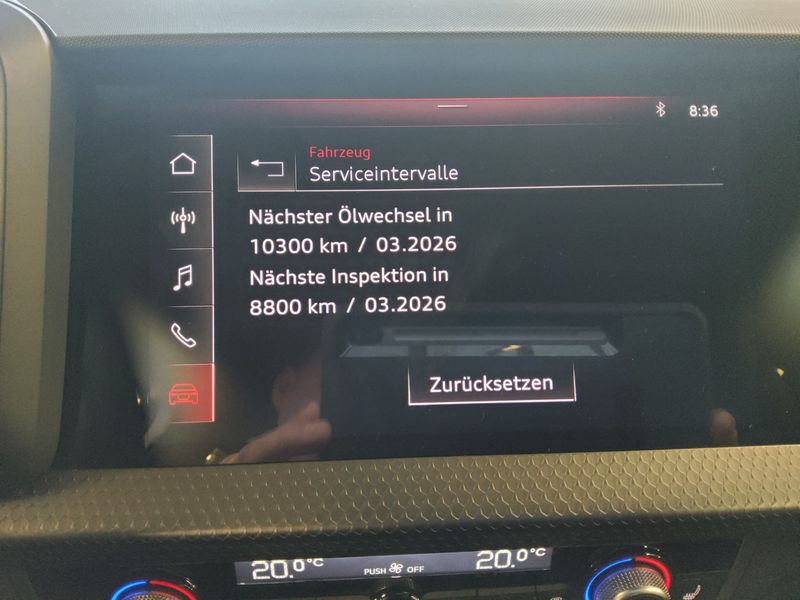 8:36
Fahrzeug
Serviceintervalle
Nächster Ölwechsel in
10300 km / 03.2026
Nächste Inspektion in
8800 km / 03.2026
Zurücksetzen
20.0°C PUSH OFF 20.0°C